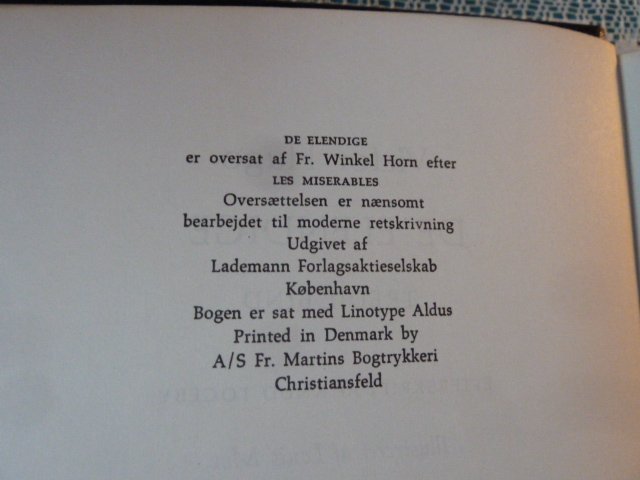 DE ELENDIGE
er oversat af Fr. Winkel Horn efter
LES MISERABLES
Oversættelsen er nænsomt
bearbejdet til moderne retskrivning
Udgivet af
Lademann Forlagsaktieselskab
København
Bogen er sat med Linotype Aldus
Printed in Denmark by
A/S Fr. Martins Bogtrykkeri
Christiansfeld